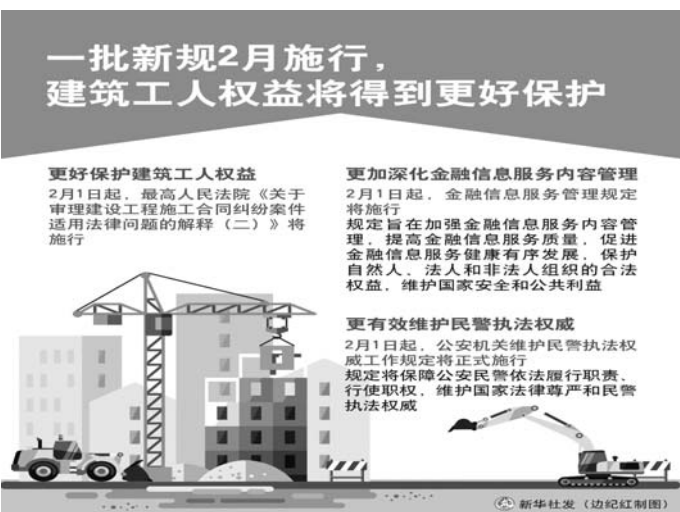 一批新规2月施行，
建筑工人权益将得到更好保护
更好保护建筑工人权益
2月1日起，最高人民法院《关于
审理建设工程施工合同纠纷案件
适用法律问题的解释（二）》将
施行
更加深化金融信息服务内容管理
2月1日起，金融信息服务管理规定
将施行
规定旨在加强金融信息服务内容管
理，提高金融信息服务质量，促进
金融信息服务健康有序发展，保护
自然人、法人和非法人组织的合法
权益，维护国家安全和公共利益
更有效维护民警执法权威
2月1日起，公安机关维护民警执法权
威工作规定将正式施行
规定将保障公安民警依法履行职责、
行使职权，维护国家法律尊严和民警
执法权威
新华社发（边纪红制图）